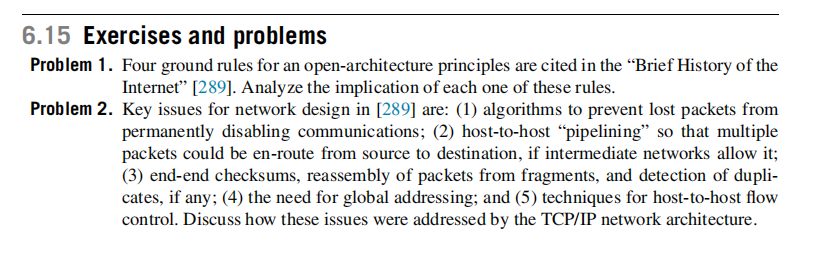 6.15 Exercises and problems
Problem 1. Four ground rules for an open-architecture principles are cited in the “Brief History of the
Internet” [289]. Analyze the implication of each one of these rules.
Problem 2. Key issues for network design in [289] are: (1) algorithms to prevent lost packets from
permanently disabling communications; (2) host-to-host “pipelining” so that multiple
packets could be en-route from source to destination, if intermediate networks allow it;
(3) end-end checksums, reassembly of packets from fragments, and detection of dupli-
cates, if any; (4) the need for global addressing; and (5) techniques for host-to-host flow
control. Discuss how these issues were addressed by the TCP/IP network architecture.